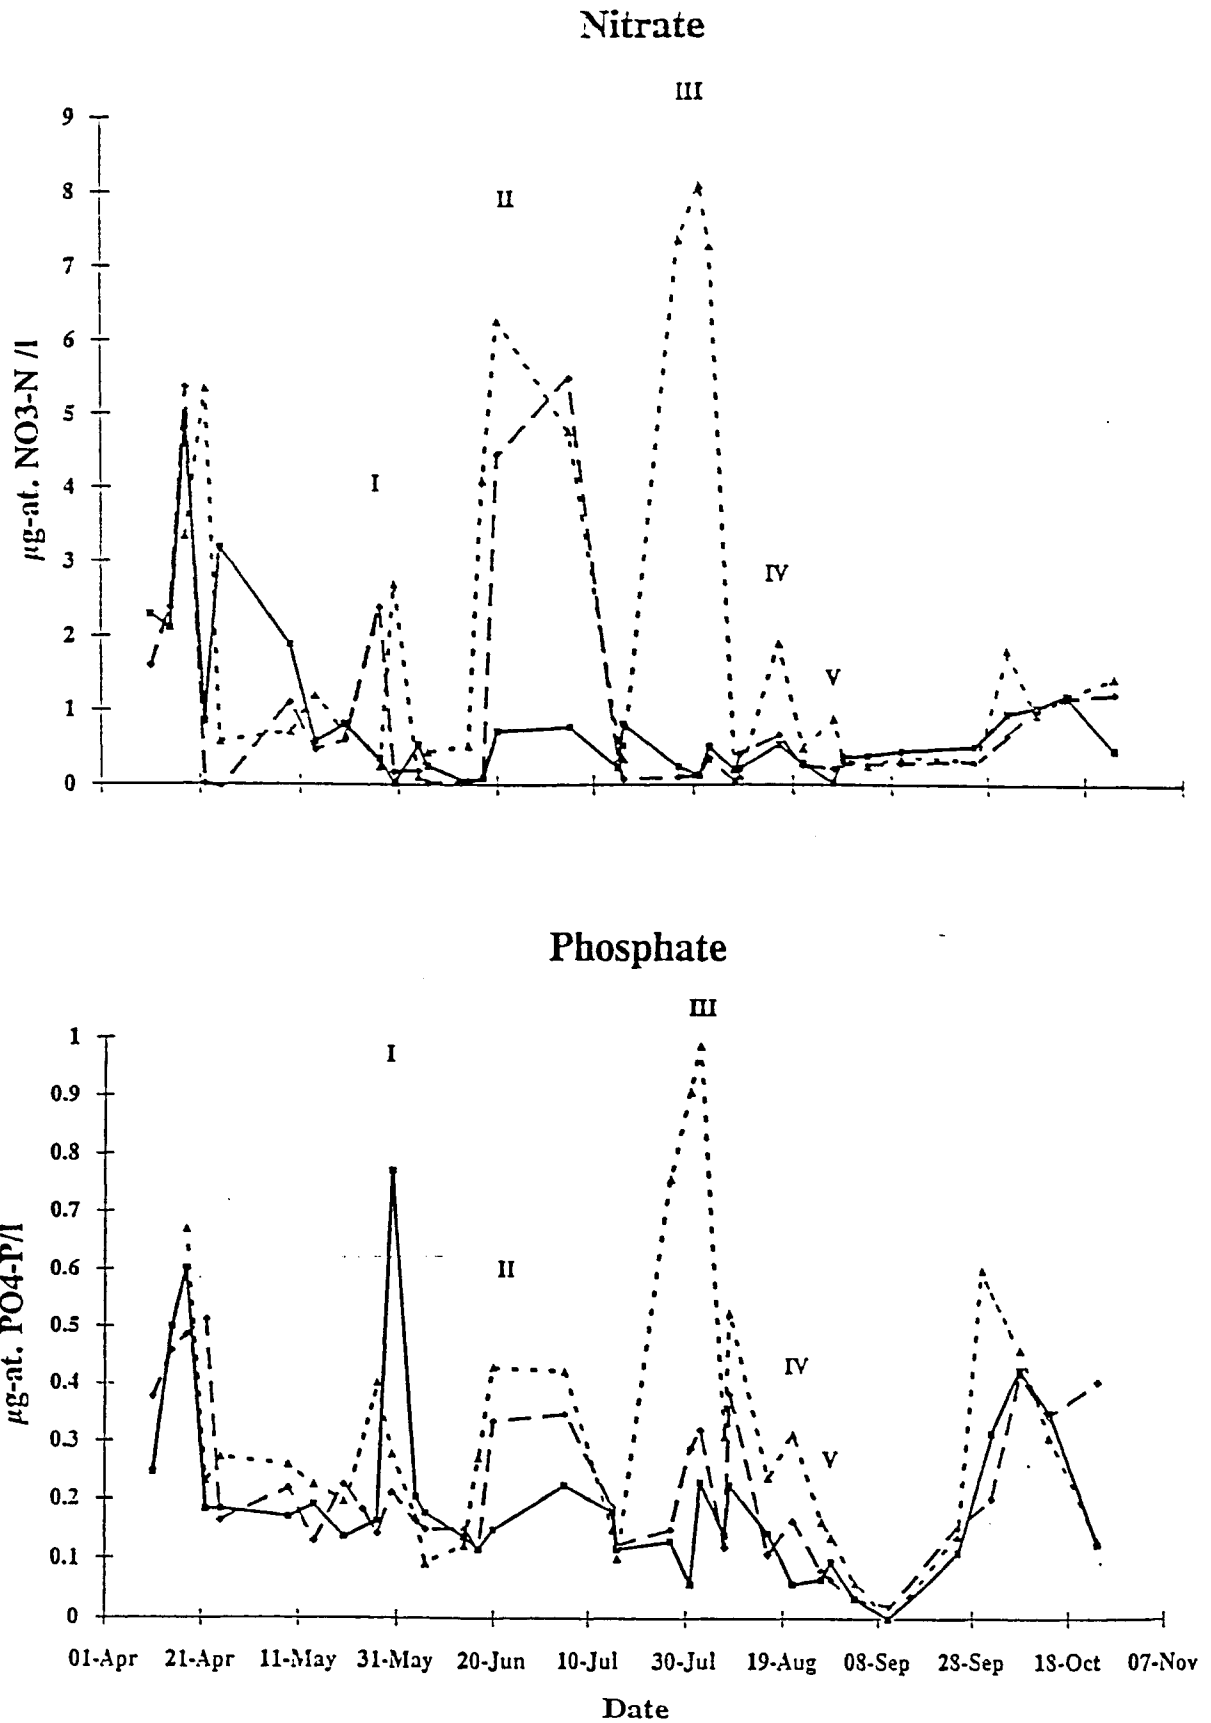 Nitrate
III
9
8
II
7
6
5
I
4
3
IV
2
V
1
0
µg-at. NO3-N /l
Phosphate
III
1
I
0.9
0.8
0.7
0.6
II
0.5
0.4
IV
0.3
V
0.2
0.1
0
µg-at. PO4-P/l
01-Apr 21-Apr 11-May 31-May 20-Jun 10-Jul 30-Jul 19-Aug 08-Sep 28-Sep 18-Oct 07-Nov
Date